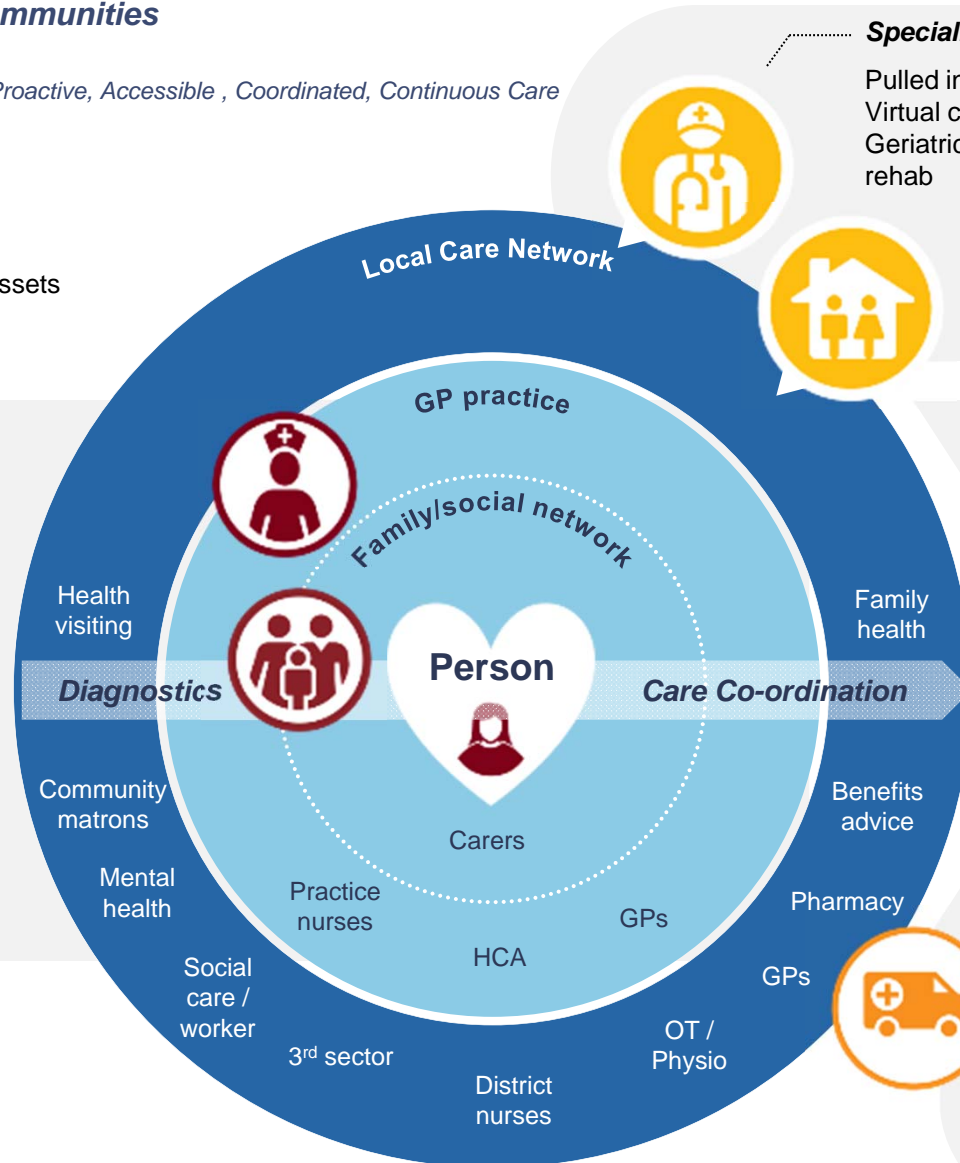 mmunities
Proactive, Accessible , Coordinated, Continuous Care
Special
Pulled in
Virtual c
Geriatric
rehab
ssets
Local Care Network
GP practice
Family/social network
Health
visiting
Family
health
Person
Diagnostics
Care Co-ordination
Community
matrons
Benefits
advice
Carers
Mental
health
Practice
nurses
Pharmacy
GPs
HCA
Social
care /
worker
GPs
OT /
Physio
3rd sector
District
nurses